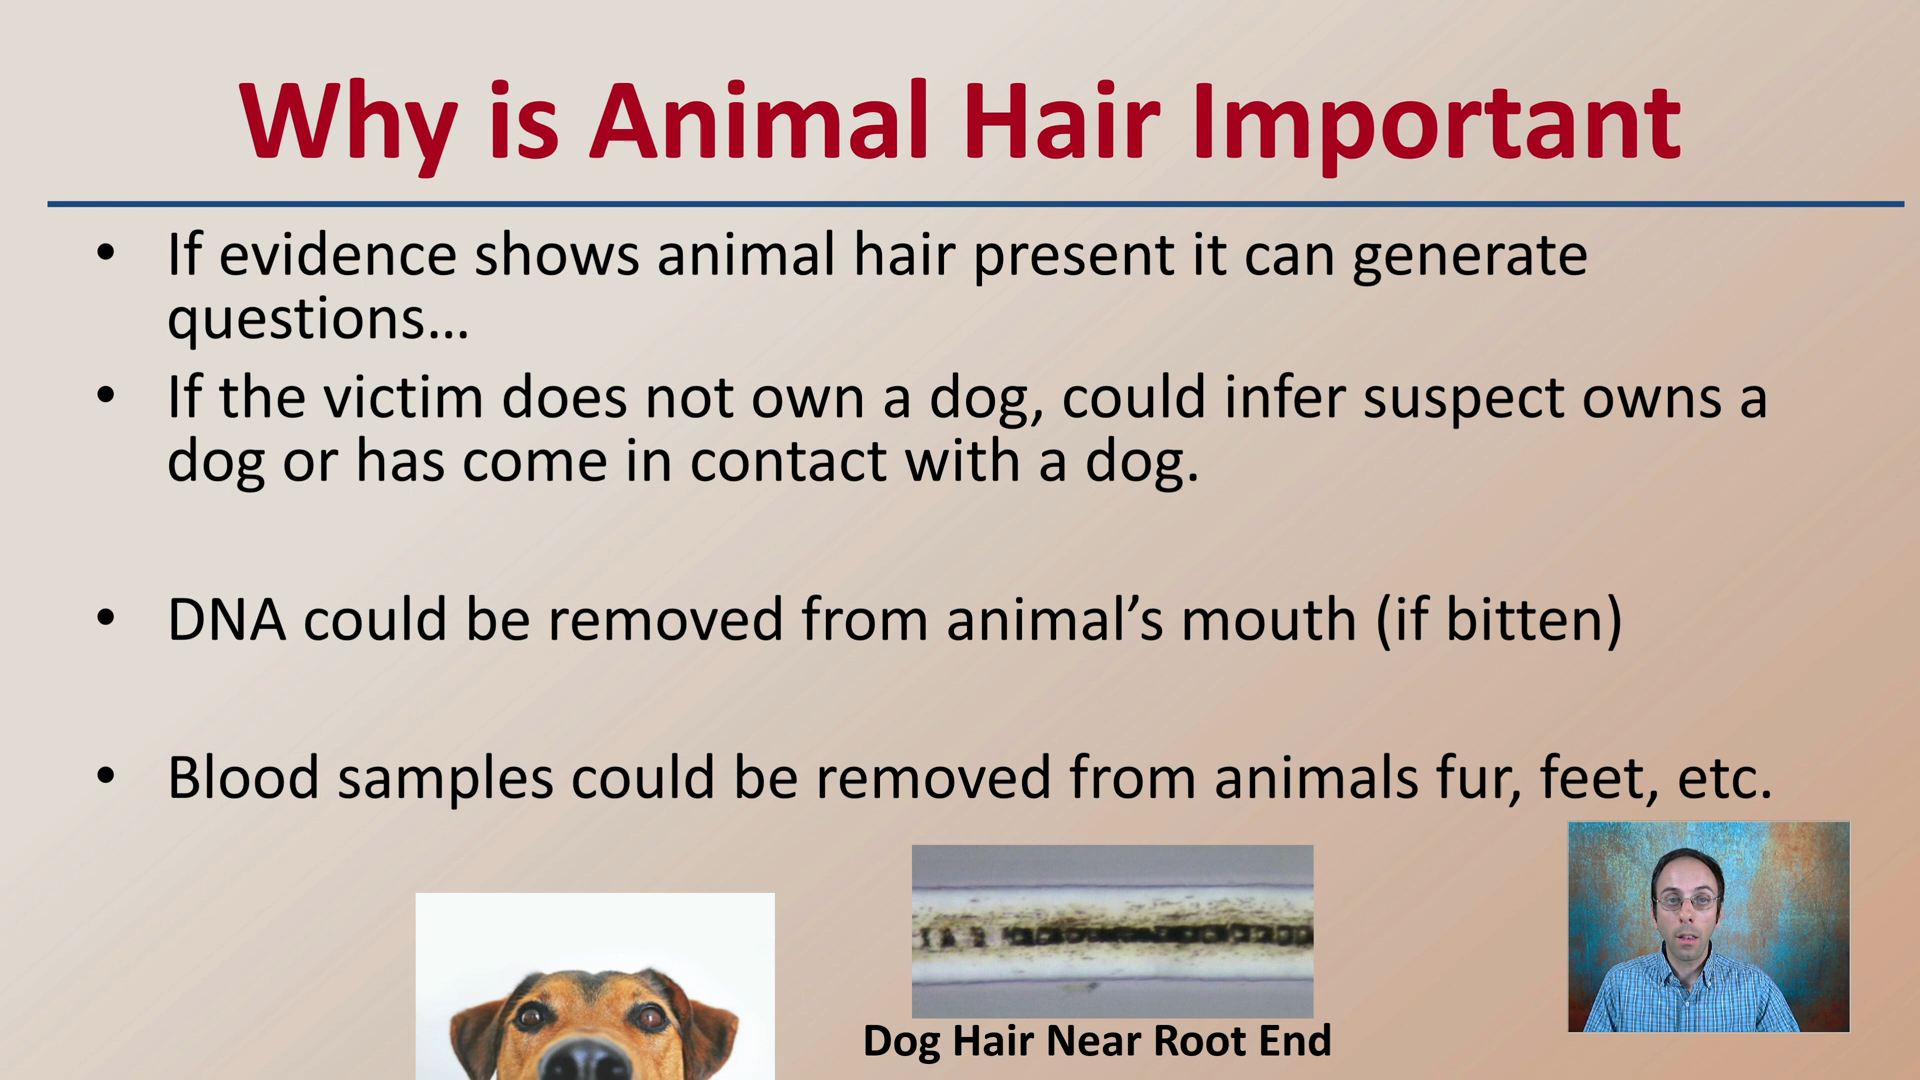 Why is Animal Hair Important
• If evidence shows animal hair present it can generate
questions...
• If the victim does not own a dog, could infer suspect owns a
dog or has come in contact with a dog.
• DNA could be removed from animal’s mouth (if bitten)
• Blood samples could be removed from animals fur, feet, etc.
Dog Hair Near Root End